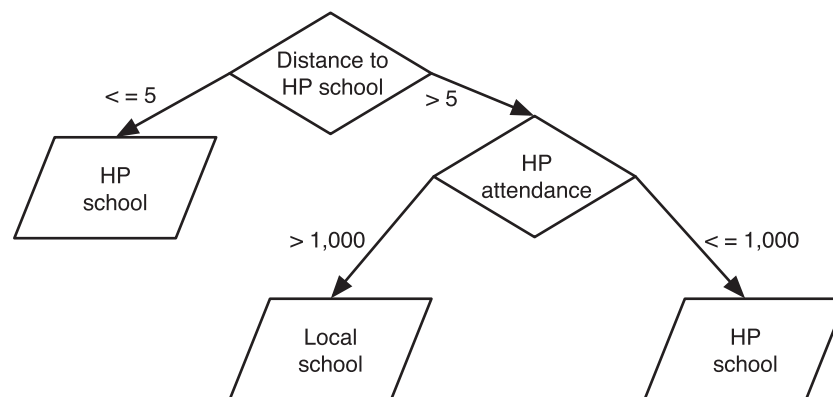 Distance to
HP school
< = 5
> 5
HP
school
HP
attendance
> 1,000
< = 1,000
Local
school
HP
school